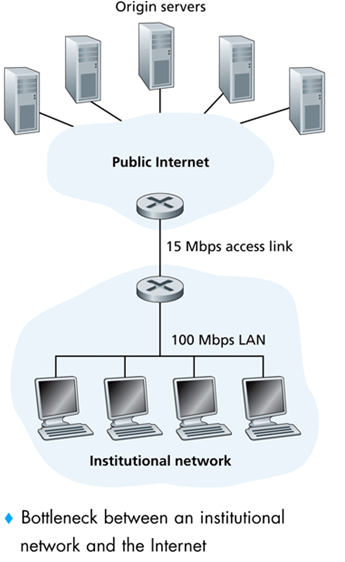 Origin servers
Public Internet
15 Mbps access link
100 Mbps LAN
Institutional network
♦ Bottleneck between an institutional
network and the Internet